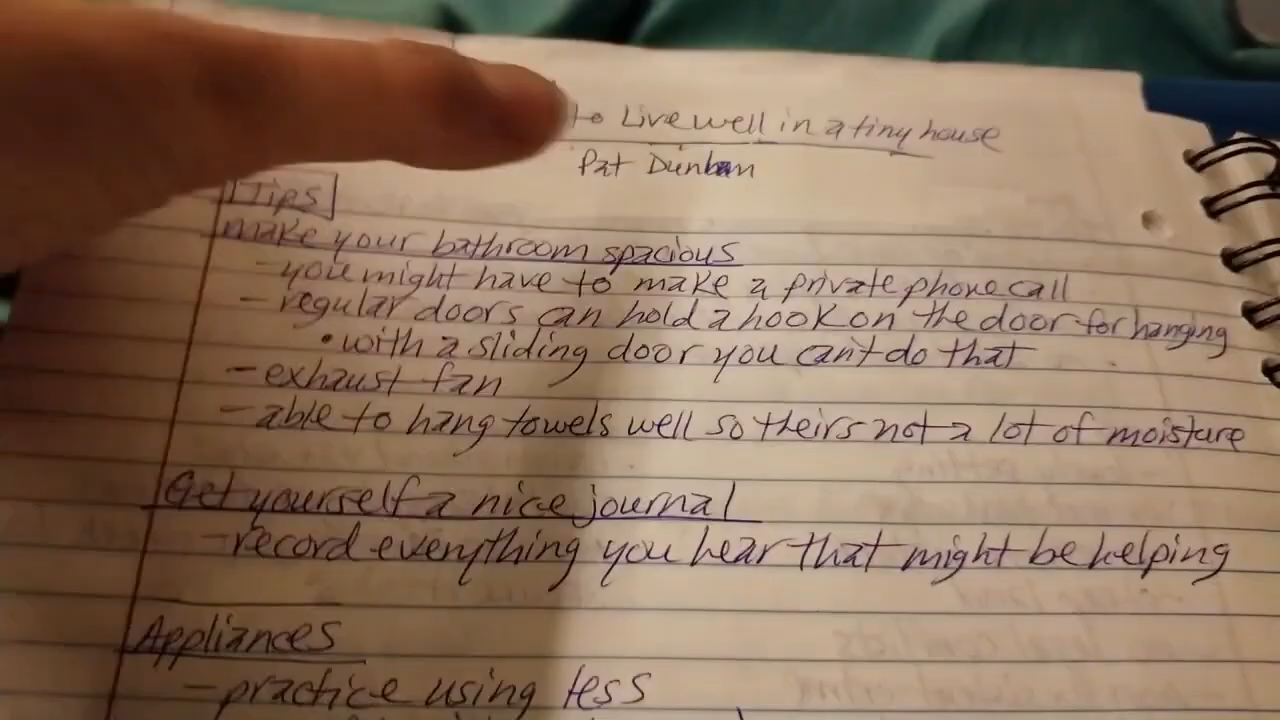 to Live well in a tiny house
Pat Dunham
Tips
make your bathroom spacious
- you might have to make a private phone call
- regular doors can hold a hook on the door for hanging
• with a sliding door you can't do that
- exhaust fan
- able to hang towels well so theirs not a lot of moisture
Get yourself a nice journal
- record everything you hear that might be helping
Appliances
- practice using less